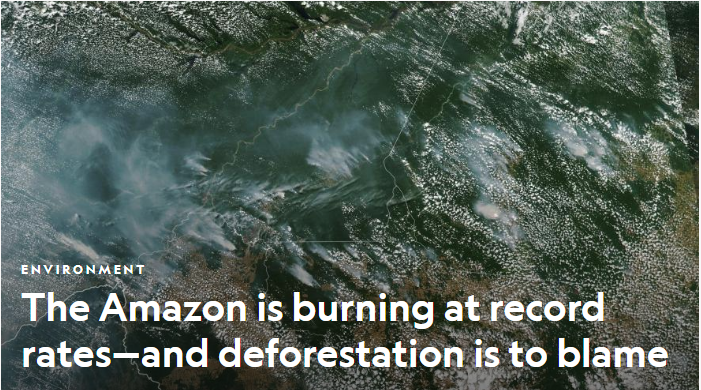 ENVIRONMENT
The Amazon is burning at record
rates—and deforestation is to blame